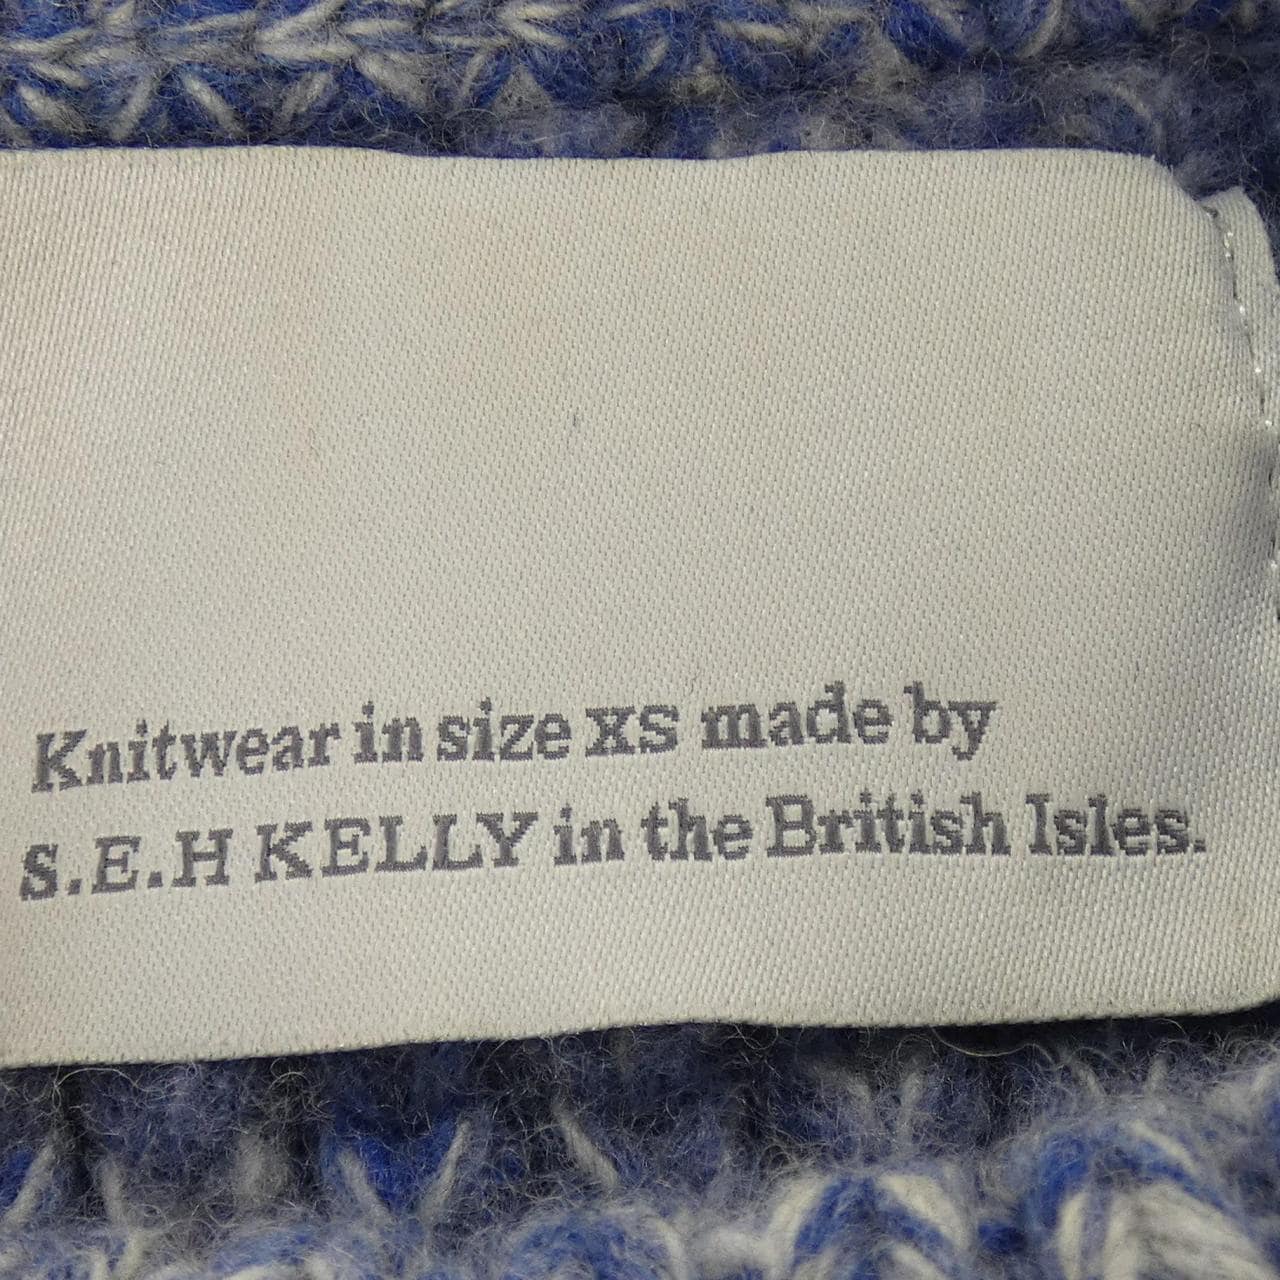 Knitwear in size XS made by
S.E.H KELLY in the British Isles.